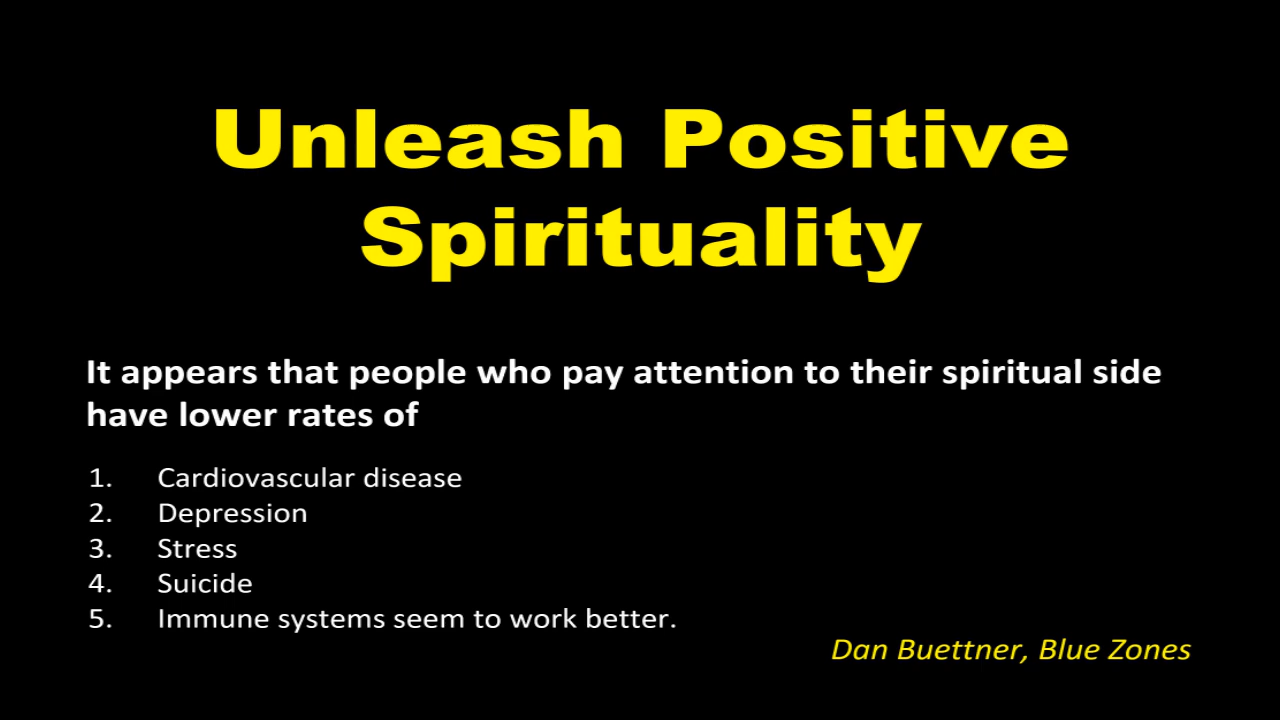 Unleash Positive
Spirituality
It appears that people who pay attention to their spiritual side
have lower rates of
1. Cardiovascular disease
2. Depression
3. Stress
4. Suicide
5. Immune systems seem to work better.
Dan Buettner, Blue Zones